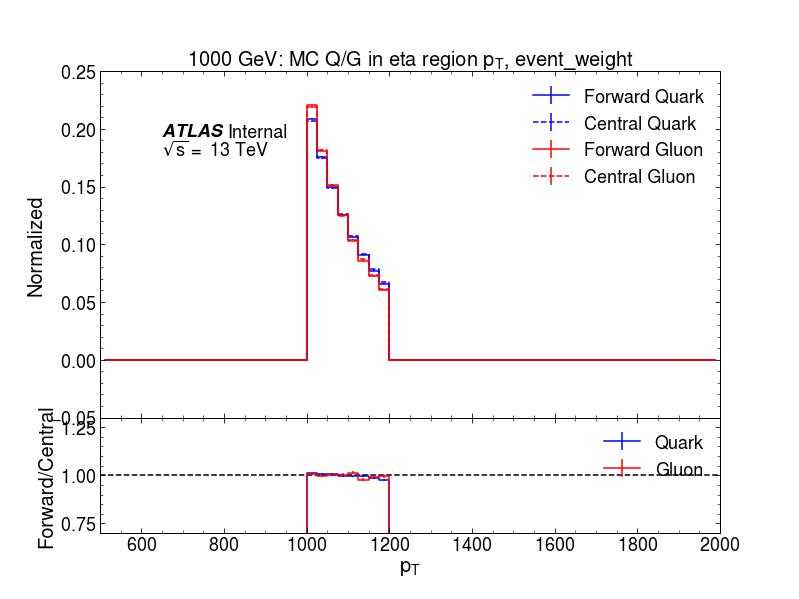 1000 GeV: MC Q/G in eta region pT, event_weight
0.25
0.20
0.15
0.10
0.05
0.00
0.05
Normalized
ATLAS Internal
√s = 13 TeV
Forward Quark
Central Quark
Forward Gluon
Central Gluon
1.25
1.00
0.75
Forward/Central
Quark
Gluon
600 800 1000 1200 1400 1600 1800 2000
pT